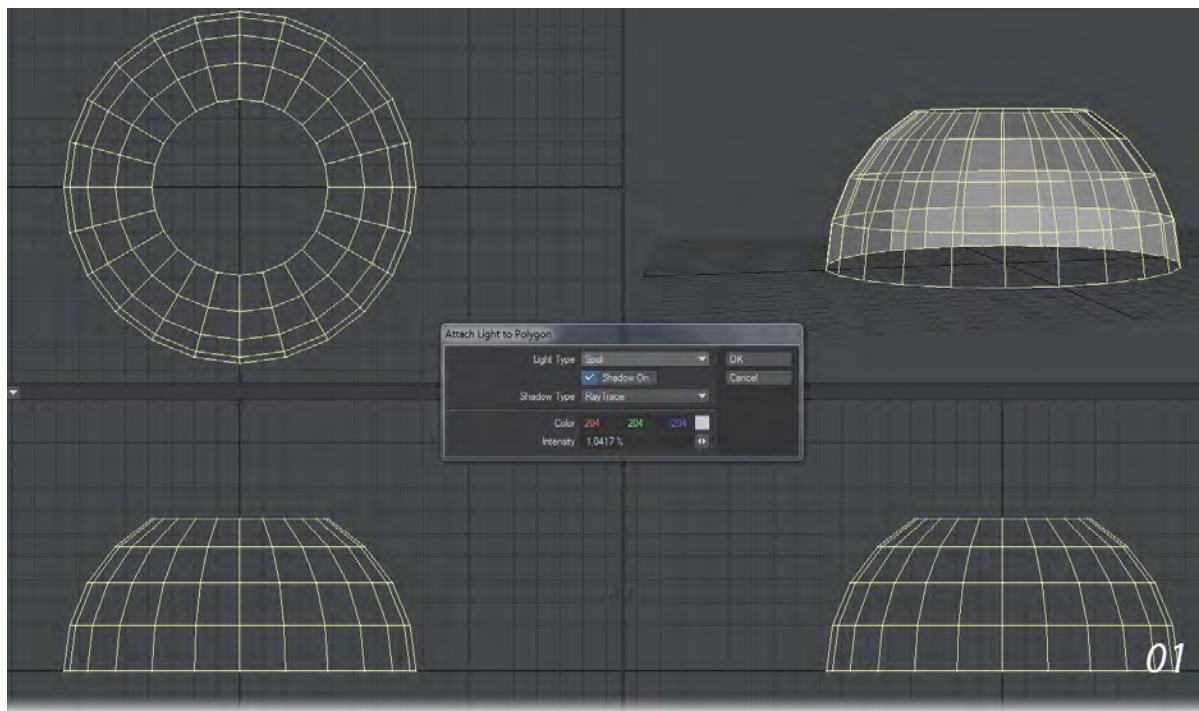 Attach Light to Polygon
Light Type Spot OK
Shadow On Cancel
Shadow Type RayTrace
Color 204 204 204
Intensity 1.0417 %
01